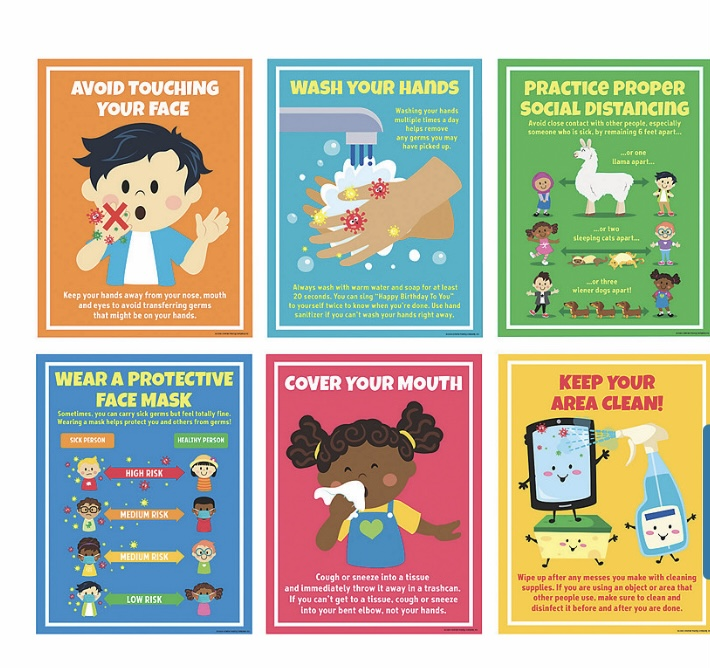 AVOID TOUCHING
YOUR FACE
Keep your hands away from your nose, mouth
and eyes to avoid transferring germs
that might be on your hands.
WASH YOUR HANDS
Washing your hands
multiple times a day
helps remove
any germs you may
have picked up.
Always wash with warm water and soap for at least
20 seconds. You can sing "Happy Birthday To You"
to yourself twice to know when you're done. Use hand
sanitizer if you can't wash your hands right away.
PRACTICE PROPER
SOCIAL DISTANCING
Avoid close contact with other people, especially
someone who is sick, by remaining 6 feet apart...
...or one
llama apart...
...or two
sleeping cats apart...
...or three
wiener dogs apart!
WEAR A PROTECTIVE
FACE MASK
Sometimes, you can carry sick germs but feel totally fine.
Wearing a mask helps protect you and others from germs!
SICK PERSON
HEALTHY PERSON
HIGH RISK
MEDIUM RISK
MEDIUM RISK
LOW RISK
COVER YOUR MOUTH
Cough or sneeze into a tissue
and immediately throw it away in a trashcan.
If you can't get to a tissue, cough or sneeze
into your bent elbow, not your hands.
KEEP YOUR
AREA CLEAN!
Wipe up after any messes you make with cleaning
supplies. If you are using an object or area that
other people use, make sure to clean and
disinfect it before and after you are done.